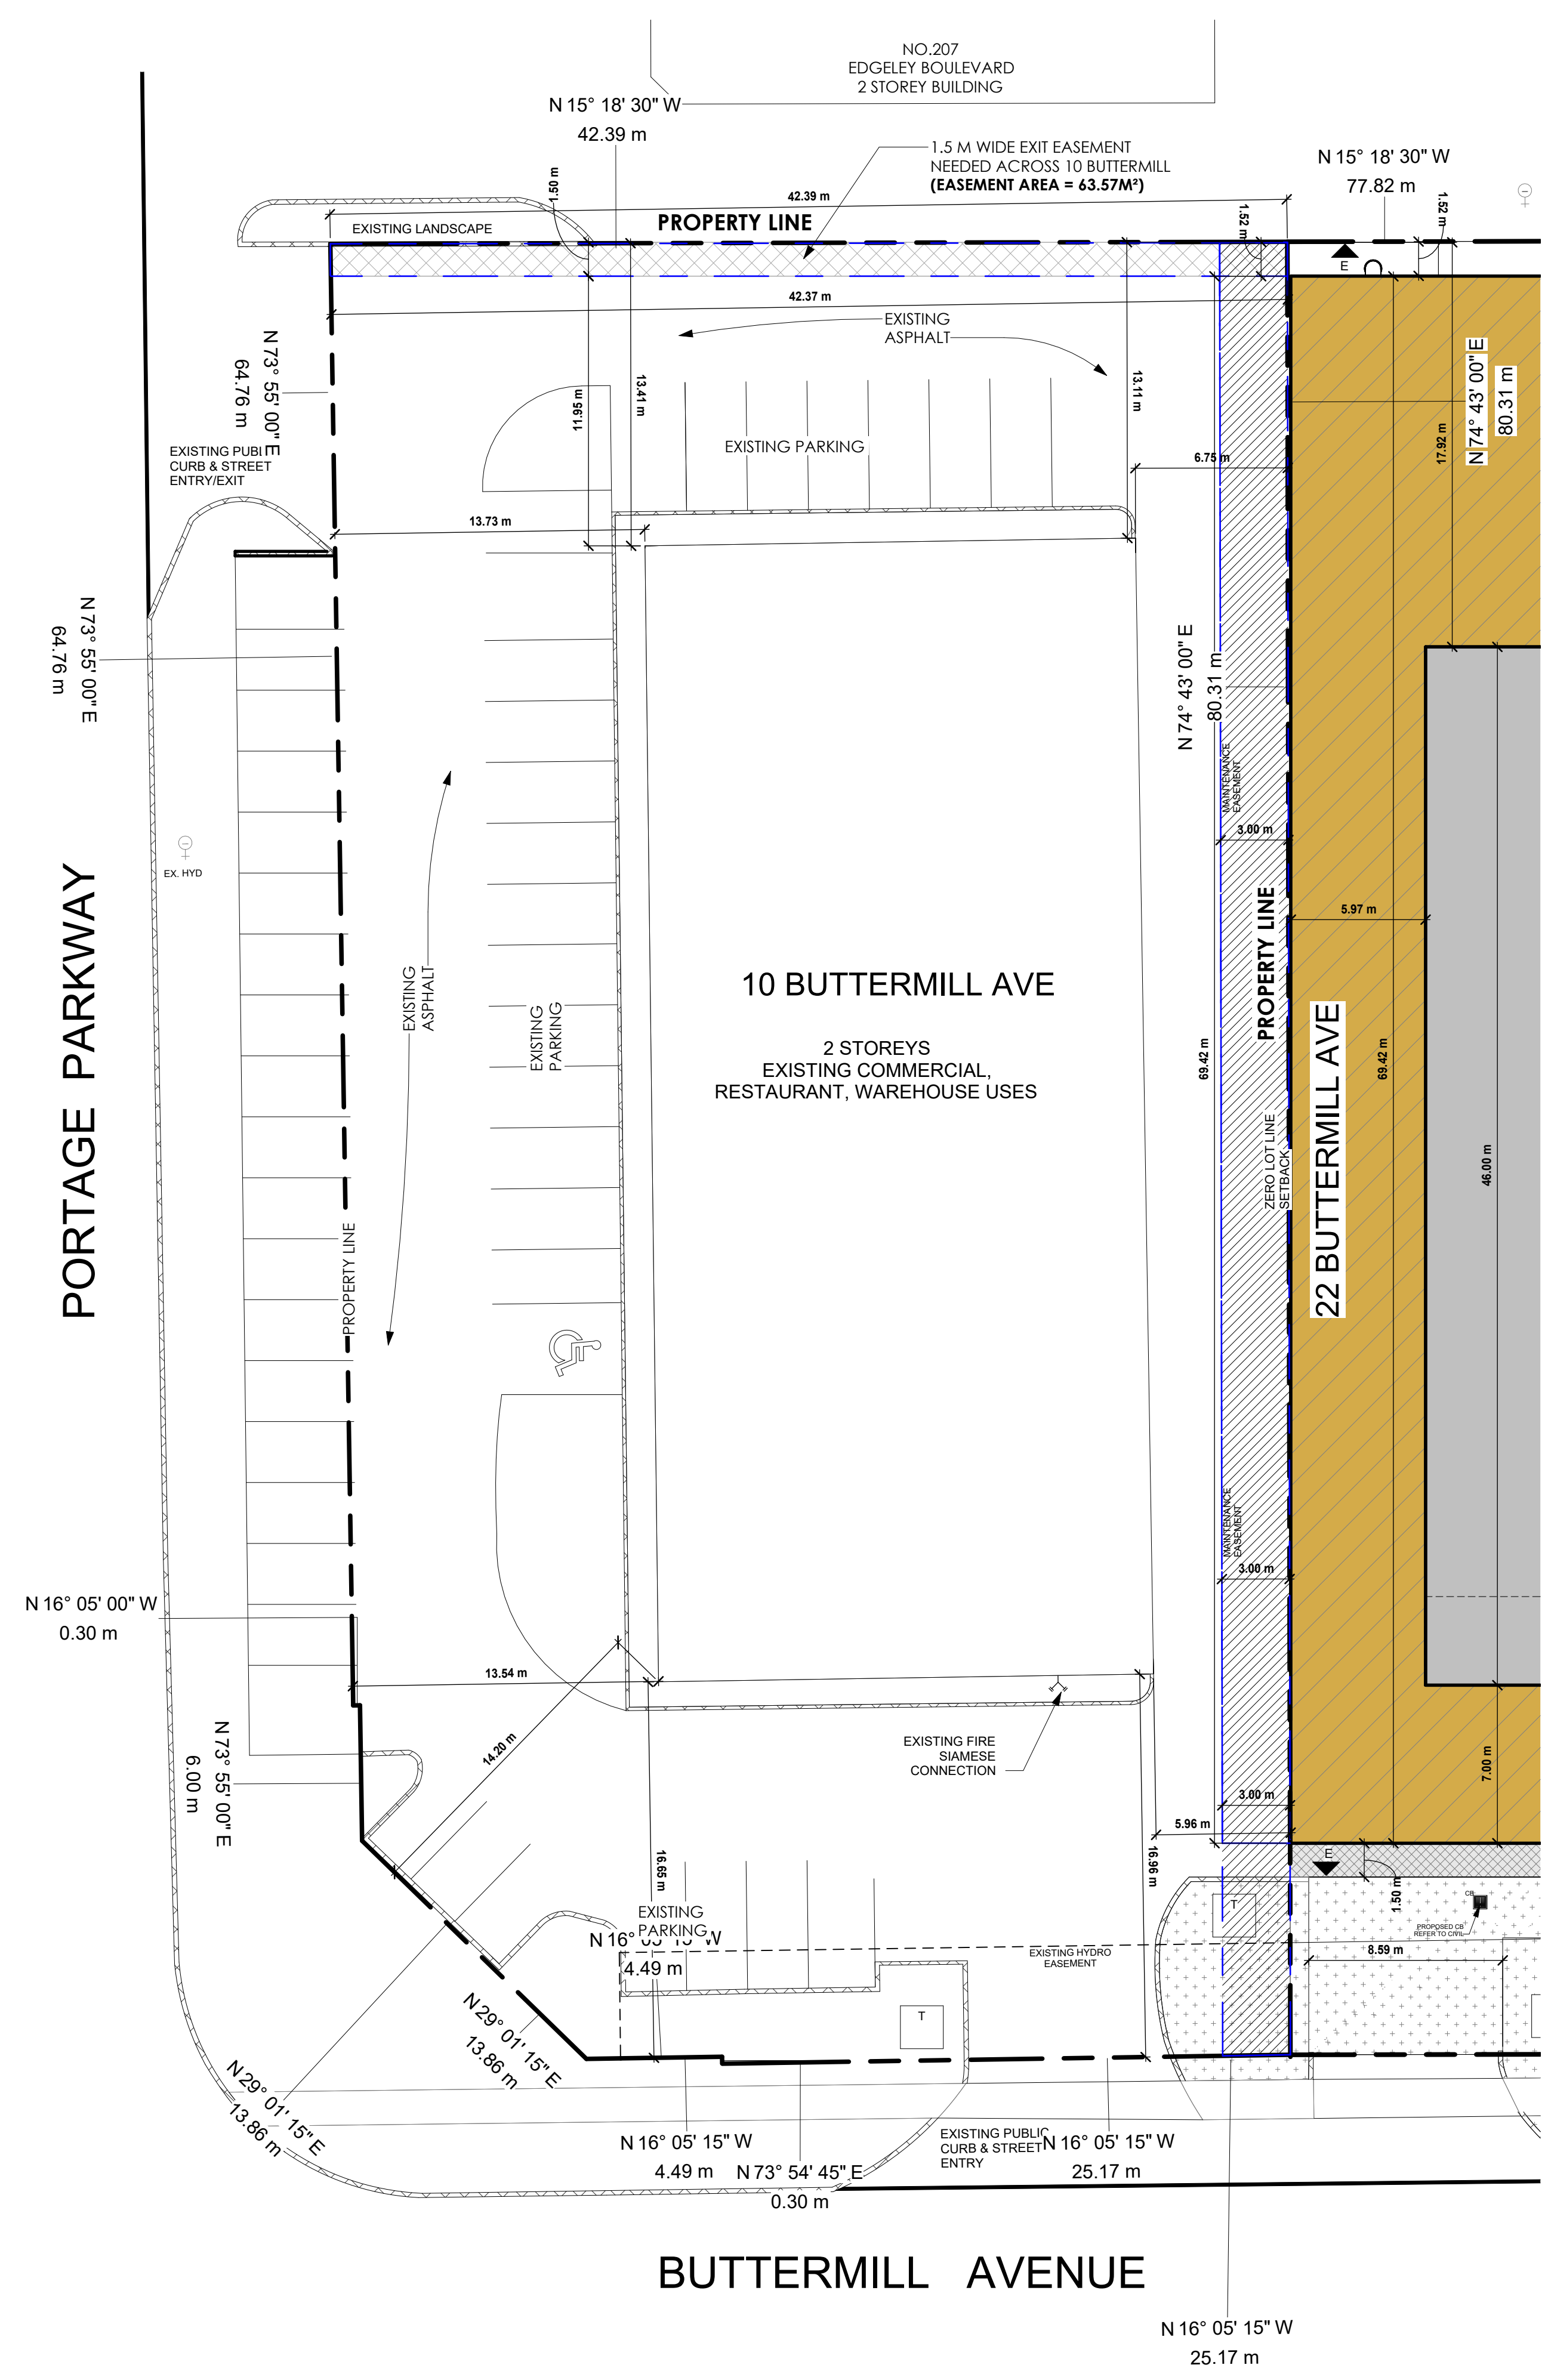 NO.207
EDGELEY BOULEVARD
2 STOREY BUILDING
N 15° 18' 30" W
42.39 m
1.5 M WIDE EXIT EASEMENT
NEEDED ACROSS 10 BUTTERMILL
(EASEMENT AREA = 63.57M²)
N 15° 18' 30" W
77.82 m
1.50 m
42.39 m
1.52 m
1.52 m
EXISTING LANDSCAPE
PROPERTY LINE
E
42.37 m
EXISTING
ASPHALT
N 73° 55' 00" E
64.76 m
11.95 m
13.41 m
13.11 m
N 74° 43' 00" E
80.31 m
17.92 m
EXISTING PARKING
6.75 m
EXISTING PUBLI
CURB & STREET
ENTRY/EXIT
13.73 m
N 73° 55' 00" E
64.76 m
N 74° 43' 00" E
80.31 m
MAINTENANCE
EASEMENT
3.00 m
EX. HYD
PORTAGE PARKWAY
EXISTING
ASPHALT
EXISTING
PARKING
PROPERTY LINE
10 BUTTERMILL AVE
2 STOREYS
EXISTING COMMERCIAL,
RESTAURANT, WAREHOUSE USES
PROPERTY LINE
5.97 m
69.42 m
69.42 m
ZERO LOT LINE
SETBACK
22 BUTTERMILL AVE
46.00 m
MAINTENANCE
EASEMENT
3.00 m
N 16° 05' 00" W
0.30 m
13.54 m
N 73° 55' 00" E
6.00 m
14.20 m
EXISTING FIRE
SIAMESE
CONNECTION
7.00 m
3.00 m
5.96 m
16.65 m
16.96 m
E
1.50 m
T
CB
PROPOSED CB
REFER TO CIVIL
8.59 m
EXISTING
PARKING
N 16° 05' 15" W
4.49 m
EXISTING HYDRO
EASEMENT
T
N 29° 01' 15" E
13.86 m
N 29° 01' 15" E
13.86 m
N 16° 05' 15" W
4.49 m
N 73° 54' 45" E
0.30 m
EXISTING PUBLIC
CURB & STREET
ENTRY
N 16° 05' 15" W
25.17 m
BUTTERMILL AVENUE
N 16° 05' 15" W
25.17 m